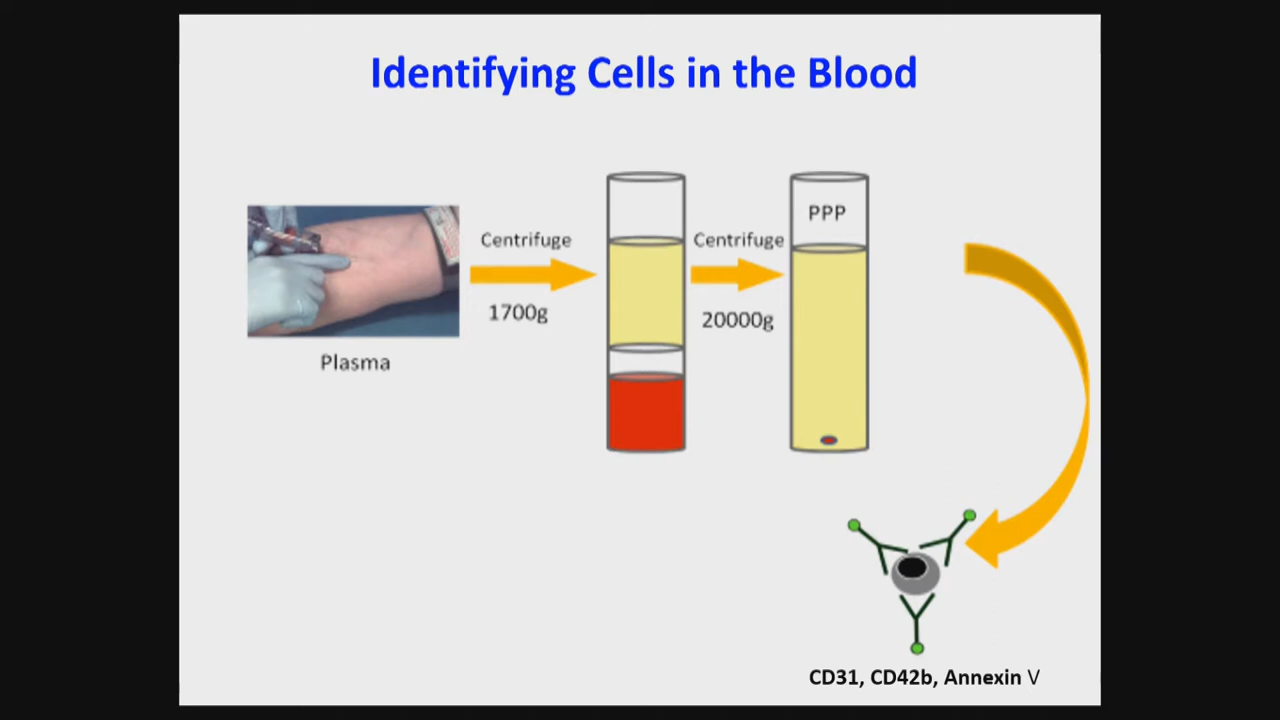 Identifying Cells in the Blood
Plasma
Centrifuge
1700g
Centrifuge
20000g
PPP
CD31, CD42b, Annexin V